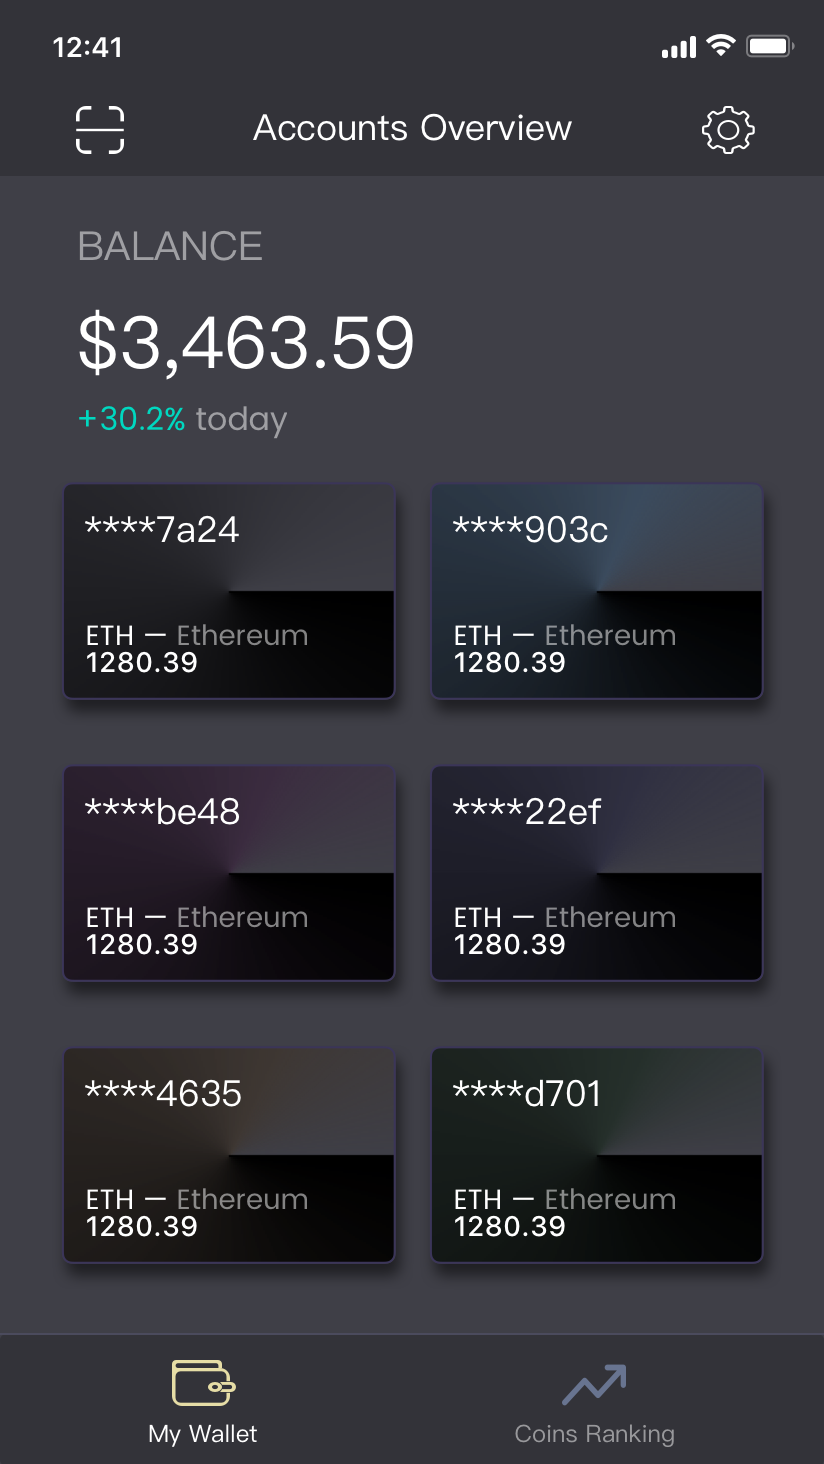 12:41
Accounts Overview
BALANCE
$3,463.59
+30.2% today
****7a24
ETH — Ethereum
1280.39
****903c
ETH — Ethereum
1280.39
****be48
ETH — Ethereum
1280.39
****22ef
ETH — Ethereum
1280.39
****4635
ETH — Ethereum
1280.39
****d701
ETH — Ethereum
1280.39
My Wallet
Coins Ranking